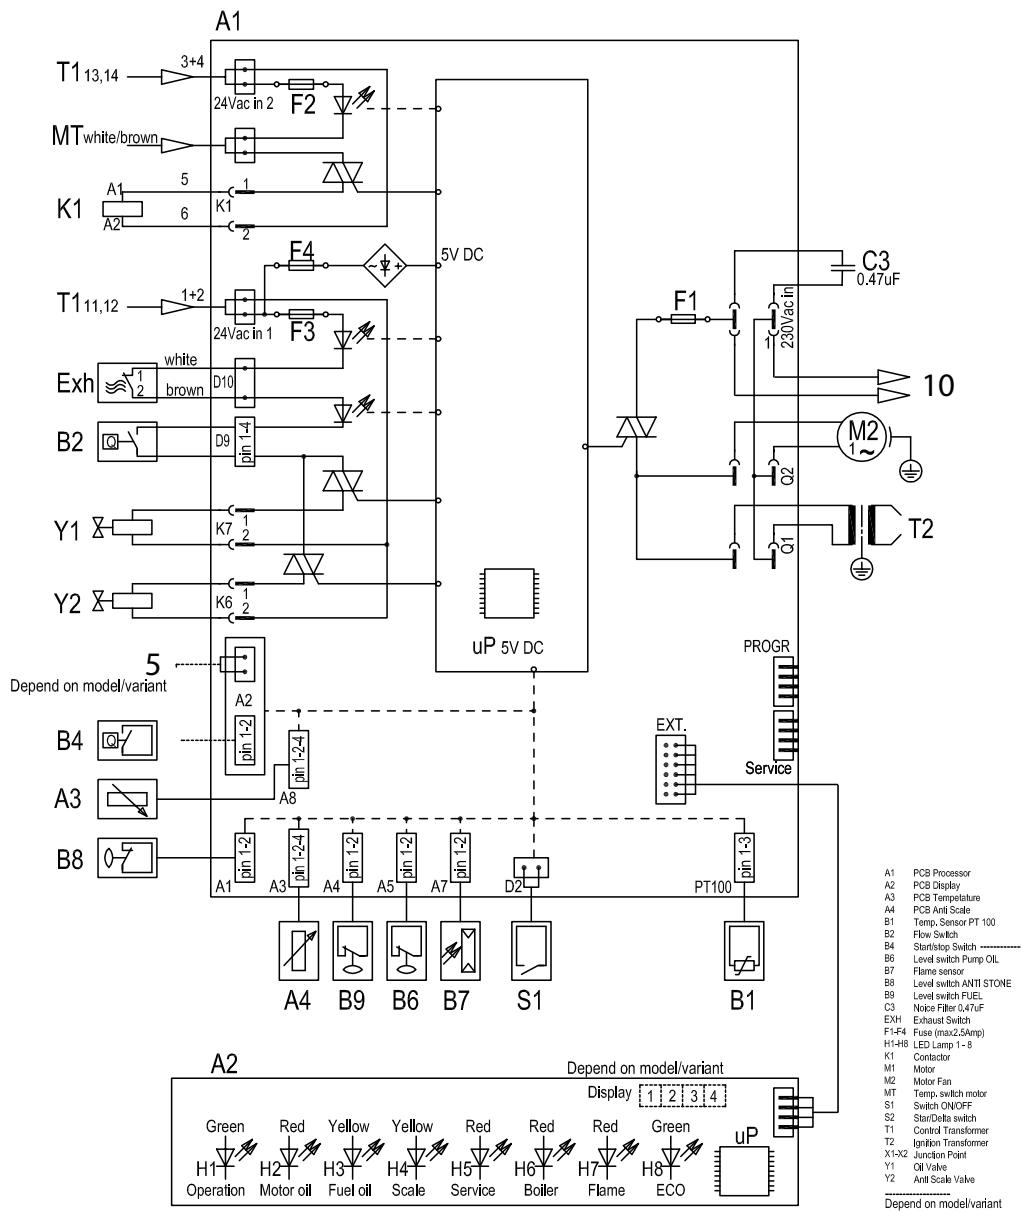 A1
T1 13,14
3+4
24Vac in 2
F2
MT white/brown
K1
A1
A2
5
6
K1
1
2
F4
5V DC
T1 11,12
1+2
24Vac in 1
F3
F1
C3
0.47uF
230Vac in
1
10
Exh
1
2
white
brown
D10
B2
Q
D9
pin 1-4
M2
1~
Q2
Y1
K7
1
2
Q1
T2
Y2
K6
1
2
uP 5V DC
5
Depend on model/variant
A2
pin 1-2
B4
Q
PROGR
Service
EXT.
A3
pin 1-2-4
A8
B8
pin 1-2
A1
pin 1-2-4
A3
pin 1-2
A4
pin 1-2
A5
pin 1-2
A7
D2
pin 1-3
PT100
A4
B9
B6
B7
S1
B1
A1 PCB Processor
A2 PCB Display
A3 PCB Tempetature
A4 PCB Anti Scale
B1 Temp. Sensor PT 100
B2 Flow Switch
B4 Start/stop Switch ------------
B6 Level switch Pump OIL
B7 Flame sensor
B8 Level switch ANTI STONE
B9 Level switch FUEL
C3 Noice Filter 0,47uF
EXH Exhaust Switch
F1-F4 Fuse (max2.5Amp)
H1-H8 LED Lamp 1 - 8
K1 Contactor
M1 Motor
M2 Motor Fan
MT Temp. switch motor
S1 Switch ON/OFF
S2 Star/Delta switch
T1 Control Transformer
T2 Ignition Transformer
X1-X2 Junction Point
Y1 Oil Valve
Y2 Anti Scale Valve
--------------------
Depend on model/variant
A2
Depend on model/variant
Display 1 2 3 4
uP
Green
H1
Operation
Red
H2
Motor oil
Yellow
H3
Fuel oil
Yellow
H4
Scale
Red
H5
Service
Red
H6
Boiler
Red
H7
Flame
Green
H8
ECO